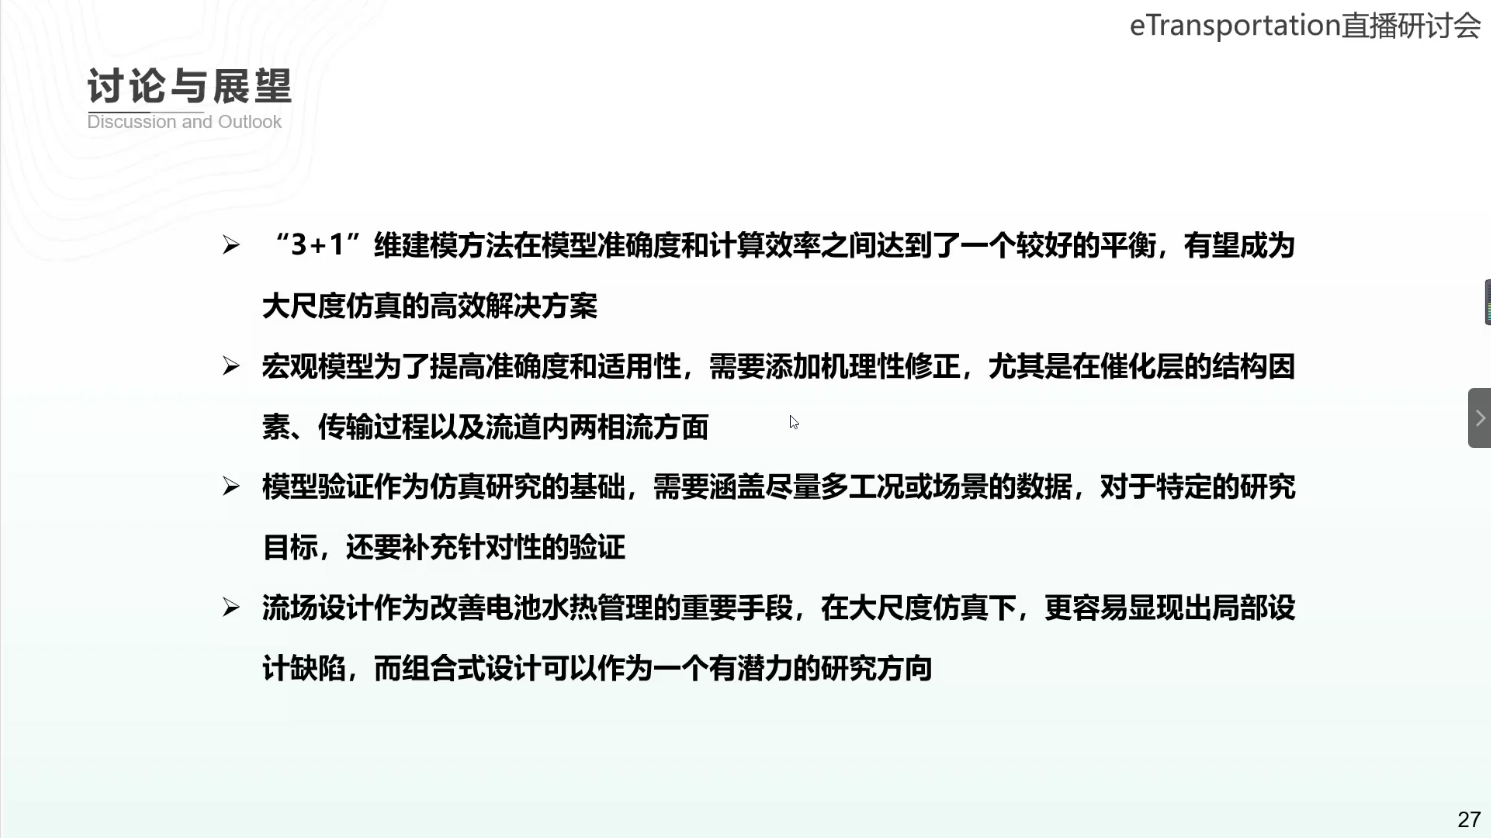 eTransportation直播研讨会
讨论与展望
Discussion and Outlook
“3+1”维建模方法在模型准确度和计算效率之间达到了一个较好的平衡，有望成为
大尺度仿真的高效解决方案
宏观模型为了提高准确度和适用性，需要添加机理性修正，尤其是在催化层的结构因
素、传输过程以及流道内两相流方面
模型验证作为仿真研究的基础，需要涵盖尽量多工况或场景的数据，对于特定的研究
目标，还要补充针对性的验证
流场设计作为改善电池水热管理的重要手段，在大尺度仿真下，更容易显现出局部设
计缺陷，而组合式设计可以作为一个有潜力的研究方向
27